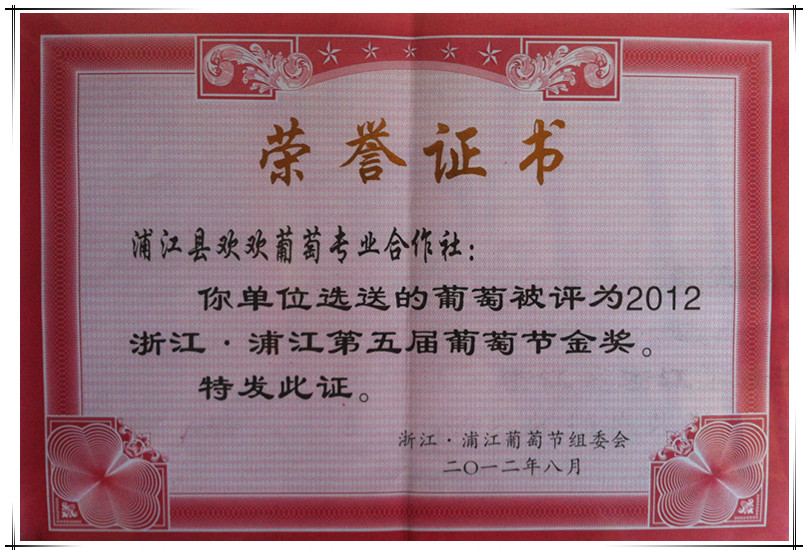 荣誉证书
浦江县欢欢葡萄专业合作社：
你单位选送的葡萄被评为2012
浙江·浦江第五届葡萄节金奖。
特发此证。
浙江·浦江葡萄节组委会
二〇一二年八月